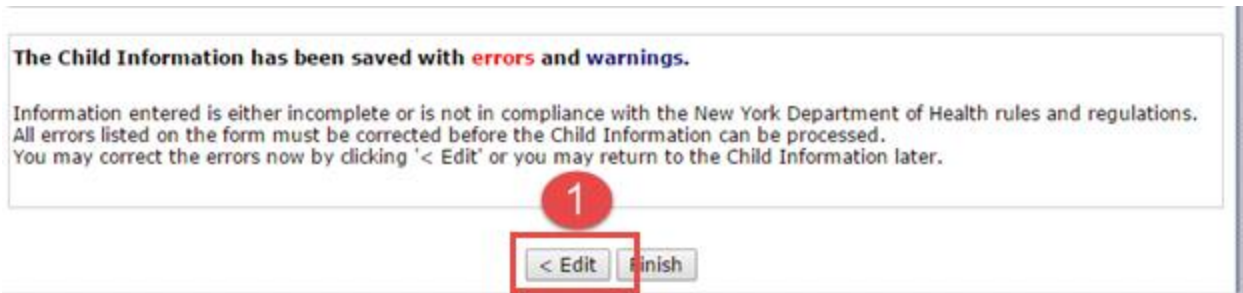 The Child Information has been saved with errors and warnings.
Information entered is either incomplete or is not in compliance with the New York Department of Health rules and regulations.
All errors listed on the form must be corrected before the Child Information can be processed.
You may correct the errors now by clicking '< Edit' or you may return to the Child Information later.
1
< Edit Finish